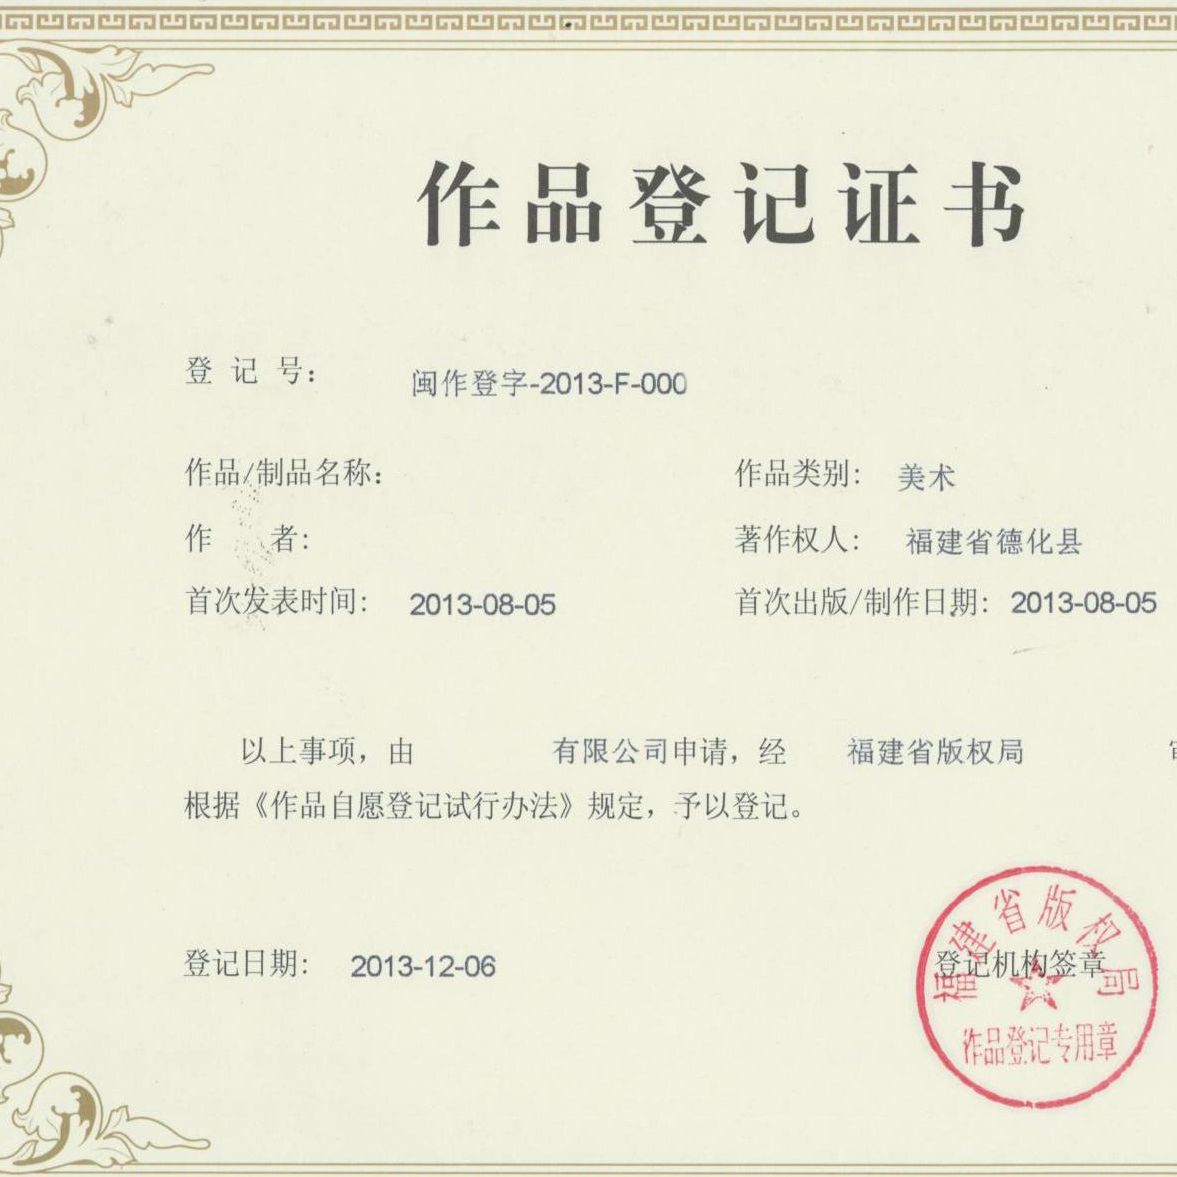 作品登记证书
登 记 号： 闽作登字-2013-F-000
作品/制品名称： 作品类别： 美术
作 者： 著作权人： 福建省德化县
首次发表时间： 2013-08-05 首次出版/制作日期： 2013-08-05
以上事项，由 有限公司申请，经 福建省版权局
根据《作品自愿登记试行办法》规定，予以登记。
登记日期： 2013-12-06 登记机构签章
福建省版权局
作品登记专用章